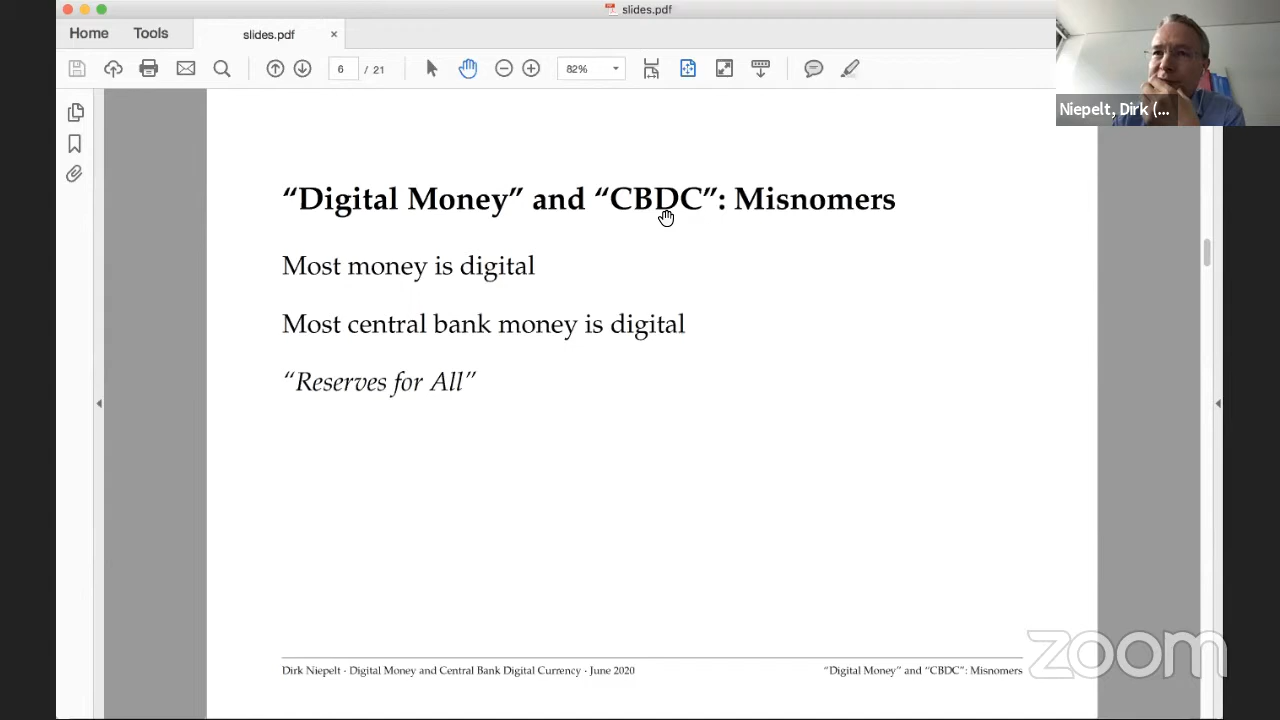 slides.pdf
Home Tools slides.pdf ×
6 / 21 82%
Niepelt, Dirk (...
“Digital Money” and “CBDC”: Misnomers
Most money is digital
Most central bank money is digital
“Reserves for All”
Dirk Niepelt · Digital Money and Central Bank Digital Currency · June 2020 “Digital Money” and “CBDC”: Misnomers
zoom